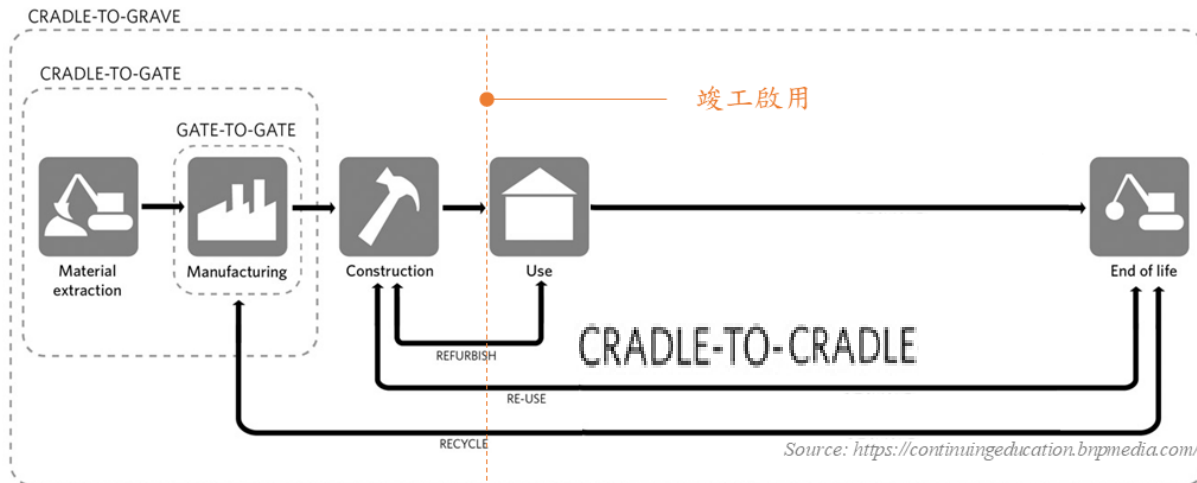 CRADLE-TO-GRAVE
CRADLE-TO-GATE
GATE-TO-GATE
竣工啟用
Material
extraction
Manufacturing
Construction
Use
End of life
REFURBISH
CRADLE-TO-CRADLE
RE-USE
RECYCLE
Source: https://continuingeducation.bnpmedia.com/